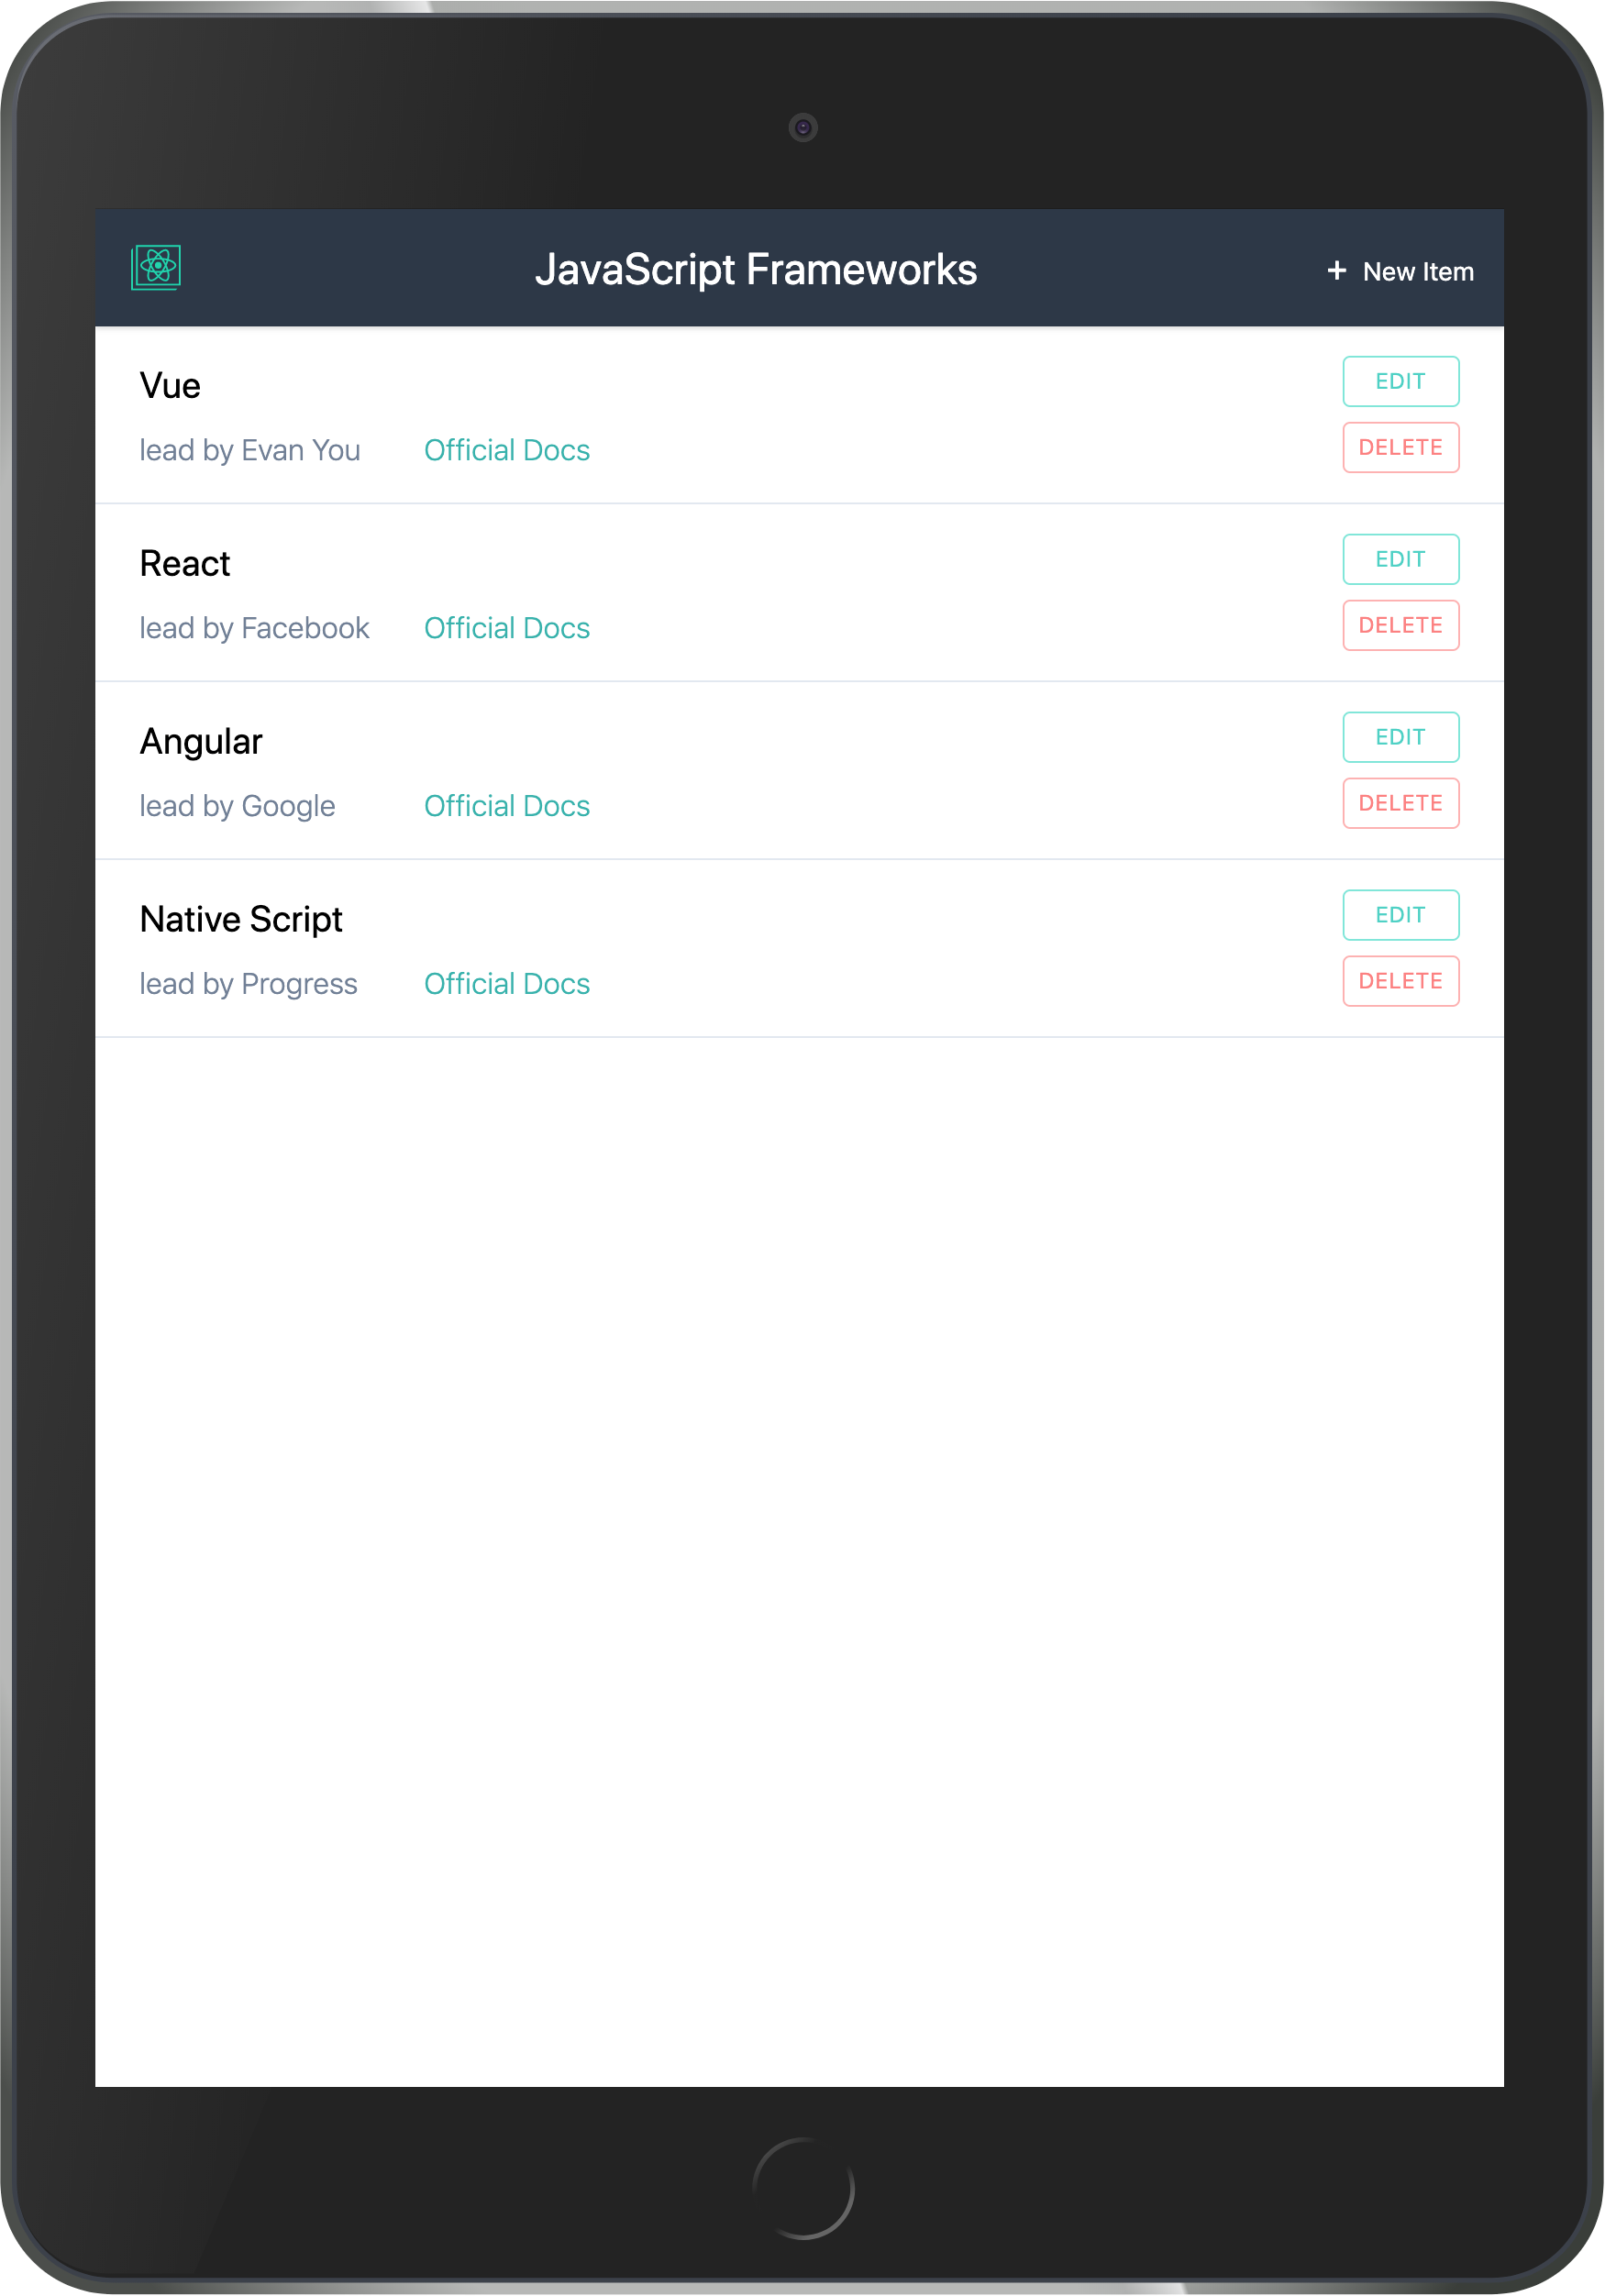 JavaScript Frameworks
+ New Item
Vue
EDIT
lead by Evan You Official Docs
DELETE
React
EDIT
lead by Facebook Official Docs
DELETE
Angular
EDIT
lead by Google Official Docs
DELETE
Native Script
EDIT
lead by Progress Official Docs
DELETE